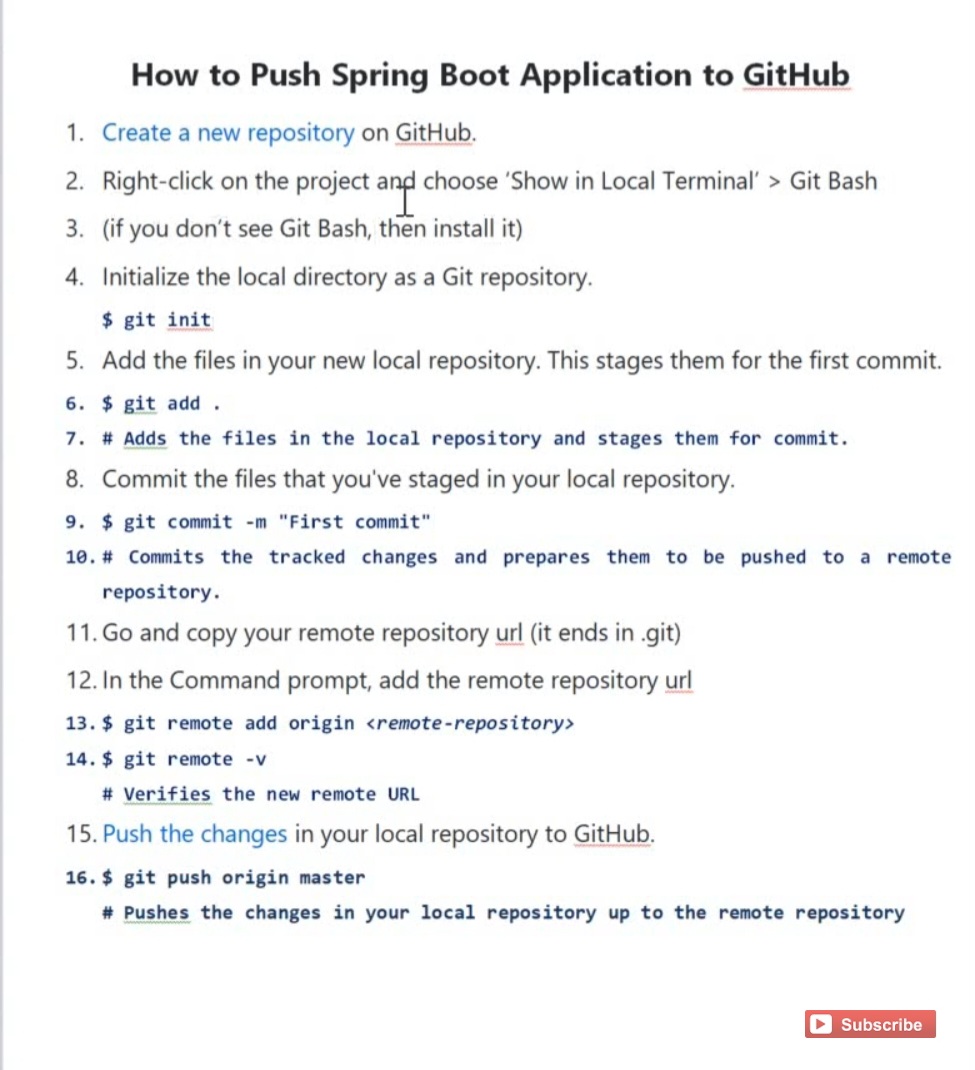 How to Push Spring Boot Application to GitHub
1. Create a new repository on GitHub.
2. Right-click on the project and choose ‘Show in Local Terminal’ > Git Bash
3. (if you don’t see Git Bash, then install it)
4. Initialize the local directory as a Git repository.
$ git init
5. Add the files in your new local repository. This stages them for the first commit.
6. $ git add .
7. # Adds the files in the local repository and stages them for commit.
8. Commit the files that you've staged in your local repository.
9. $ git commit -m "First commit"
10. # Commits the tracked changes and prepares them to be pushed to a remote
repository.
11. Go and copy your remote repository url (it ends in .git)
12. In the Command prompt, add the remote repository url
13. $ git remote add origin <remote-repository>
14. $ git remote -v
# Verifies the new remote URL
15. Push the changes in your local repository to GitHub.
16. $ git push origin master
# Pushes the changes in your local repository up to the remote repository
Subscribe